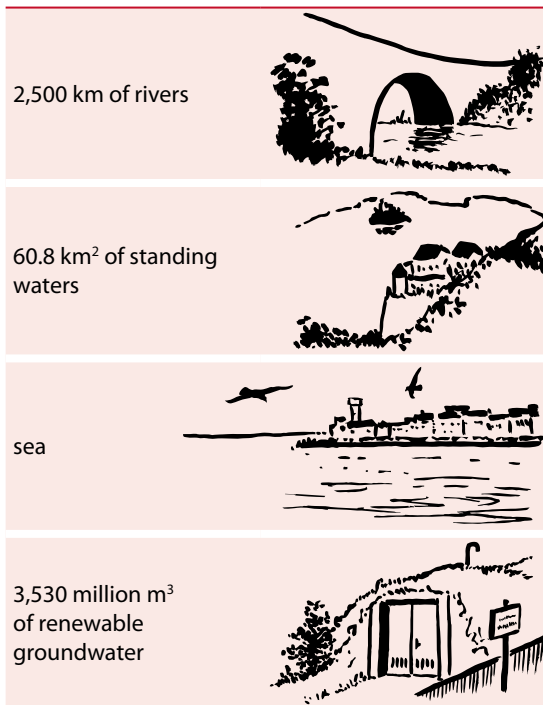 2,500 km of rivers
60.8 km² of standing
waters
sea
3,530 million m³
of renewable
groundwater